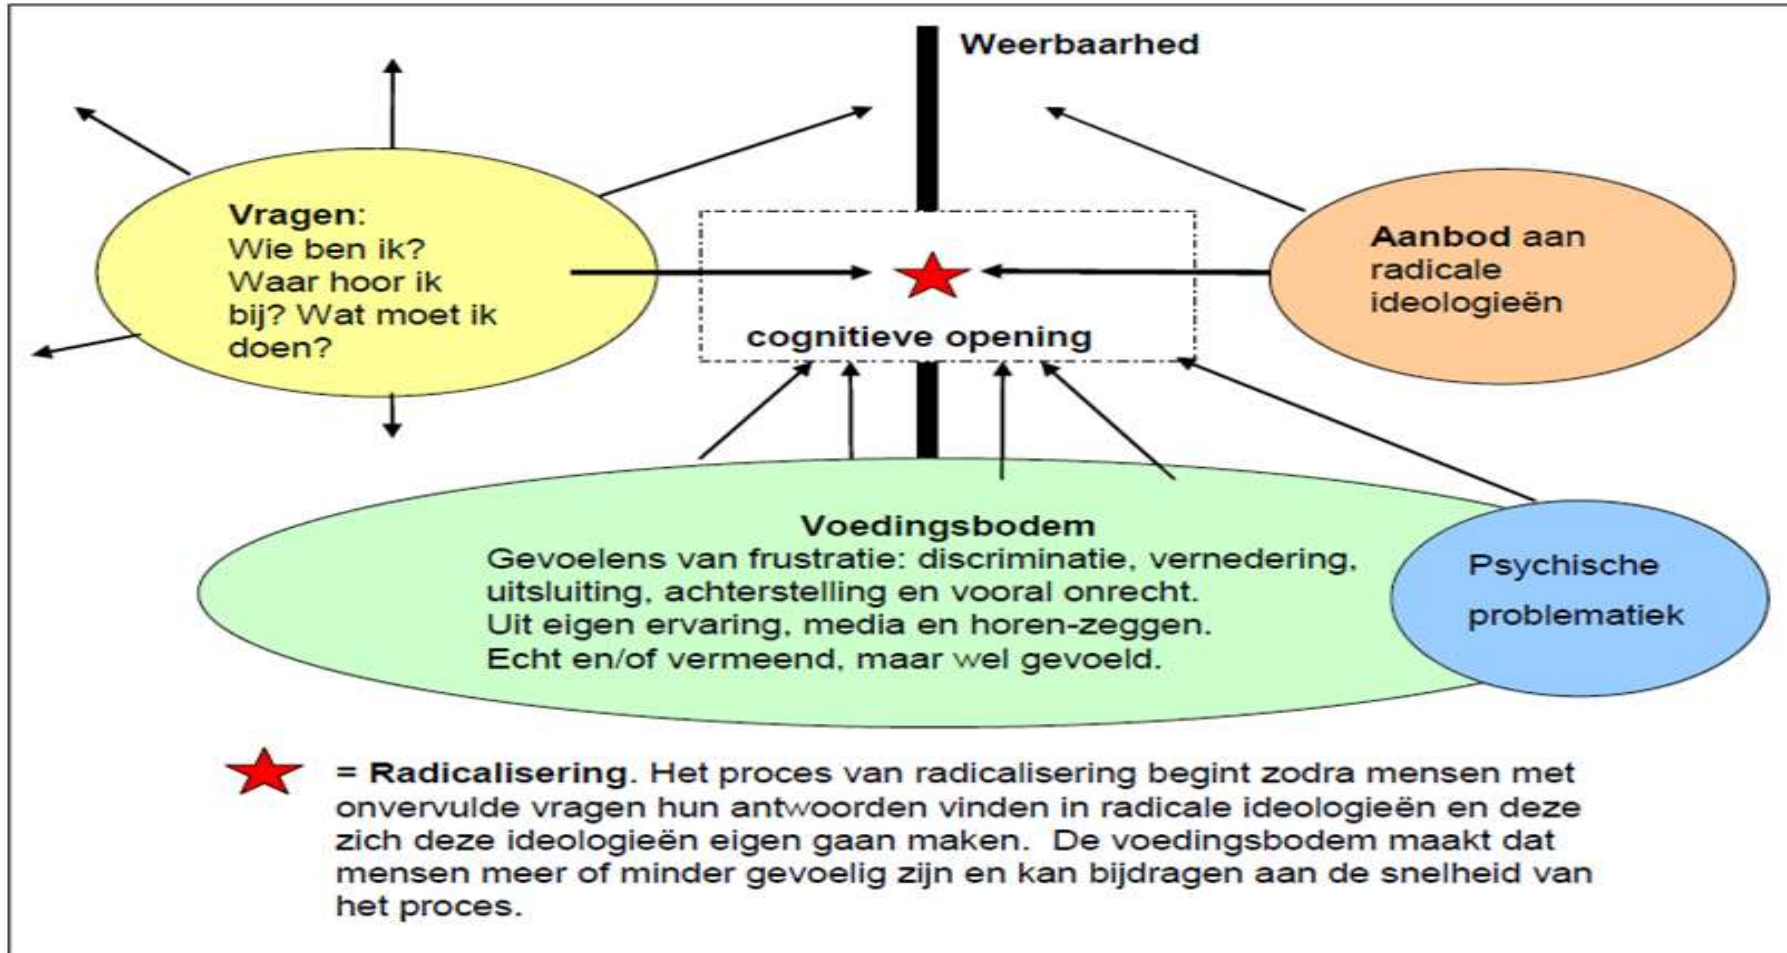 Weerbaarhed
Vragen:
Wie ben ik?
Waar hoor ik
bij? Wat moet ik
doen?
cognitieve opening
Aanbod aan
radicale
ideologieën
Voedingsbodem
Gevoelens van frustratie: discriminatie, vernedering,
uitsluiting, achterstelling en vooral onrecht.
Uit eigen ervaring, media en horen-zeggen.
Echt en/of vermeend, maar wel gevoeld.
Psychische
problematiek
= Radicalisering. Het proces van radicalisering begint zodra mensen met
onvervulde vragen hun antwoorden vinden in radicale ideologieën en deze
zich deze ideologieën eigen gaan maken. De voedingsbodem maakt dat
mensen meer of minder gevoelig zijn en kan bijdragen aan de snelheid van
het proces.